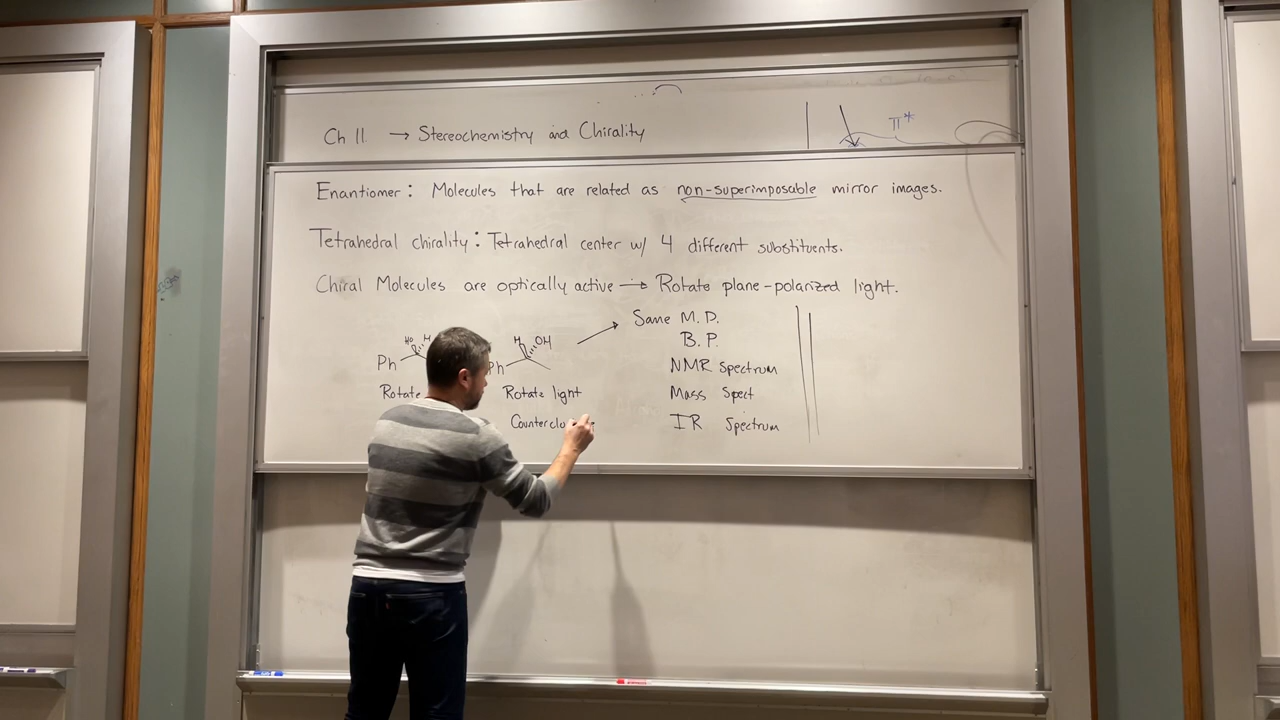 Ch 11 → Stereochemistry and Chirality
π*
Enantiomer: Molecules that are related as non-superimposable mirror images.
Tetrahedral chirality: Tetrahedral center w/ 4 different substituents.
Chiral Molecules are optically active → Rotate plane-polarized light.
Same M.P.
B.P.
NMR Spectrum
Mass Spect
IR Spectrum
HO H
Ph
H OH
Ph
Rotate
Rotate light
Counterclo